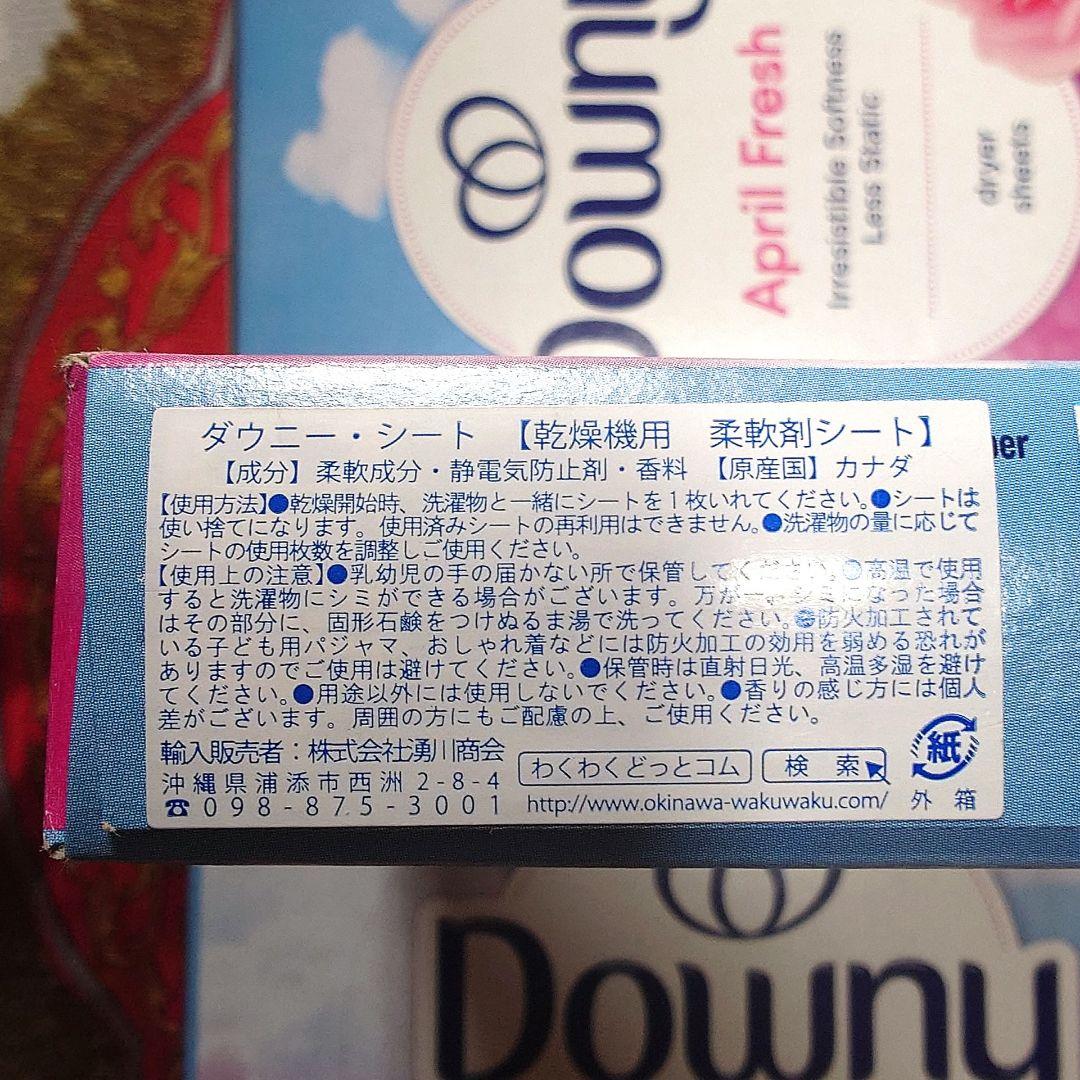 Downy
April Fresh
Irresistible Softness
Less Static
dryer
sheets
ダウニー・シート 【乾燥機用 柔軟剤シート】
【成分】柔軟成分・静電気防止剤・香料 【原産国】カナダ
【使用方法】●乾燥開始時、洗濯物と一緒にシートを1枚いれてください。●シートは
使い捨てになります。使用済みシートの再利用はできません。●洗濯物の量に応じて
シートの使用枚数を調整しご使用ください。
【使用上の注意】●乳幼児の手の届かない所で保管してください。●高温で使用
すると洗濯物にシミができる場合がございます。万が一、シミになった場合
はその部分に、固形石鹸をつけぬるま湯で洗ってください。●防火加工されて
いる子ども用パジャマ、おしゃれ着などには防火加工の効用を弱める恐れが
ありますのでご使用は避けてください。●保管時は直射日光、高温多湿を避け
てください。●用途以外には使用しないでください。●香りの感じ方には個人
差がございます。周囲の方にもご配慮の上、ご使用ください。
輸入販売者：株式会社湧川商会
沖縄県浦添市西洲2-8-4
☎098-875-3001
わくわくどっとコム 検索
http://www.okinawa-wakuwaku.com/
紙
外箱
Downy